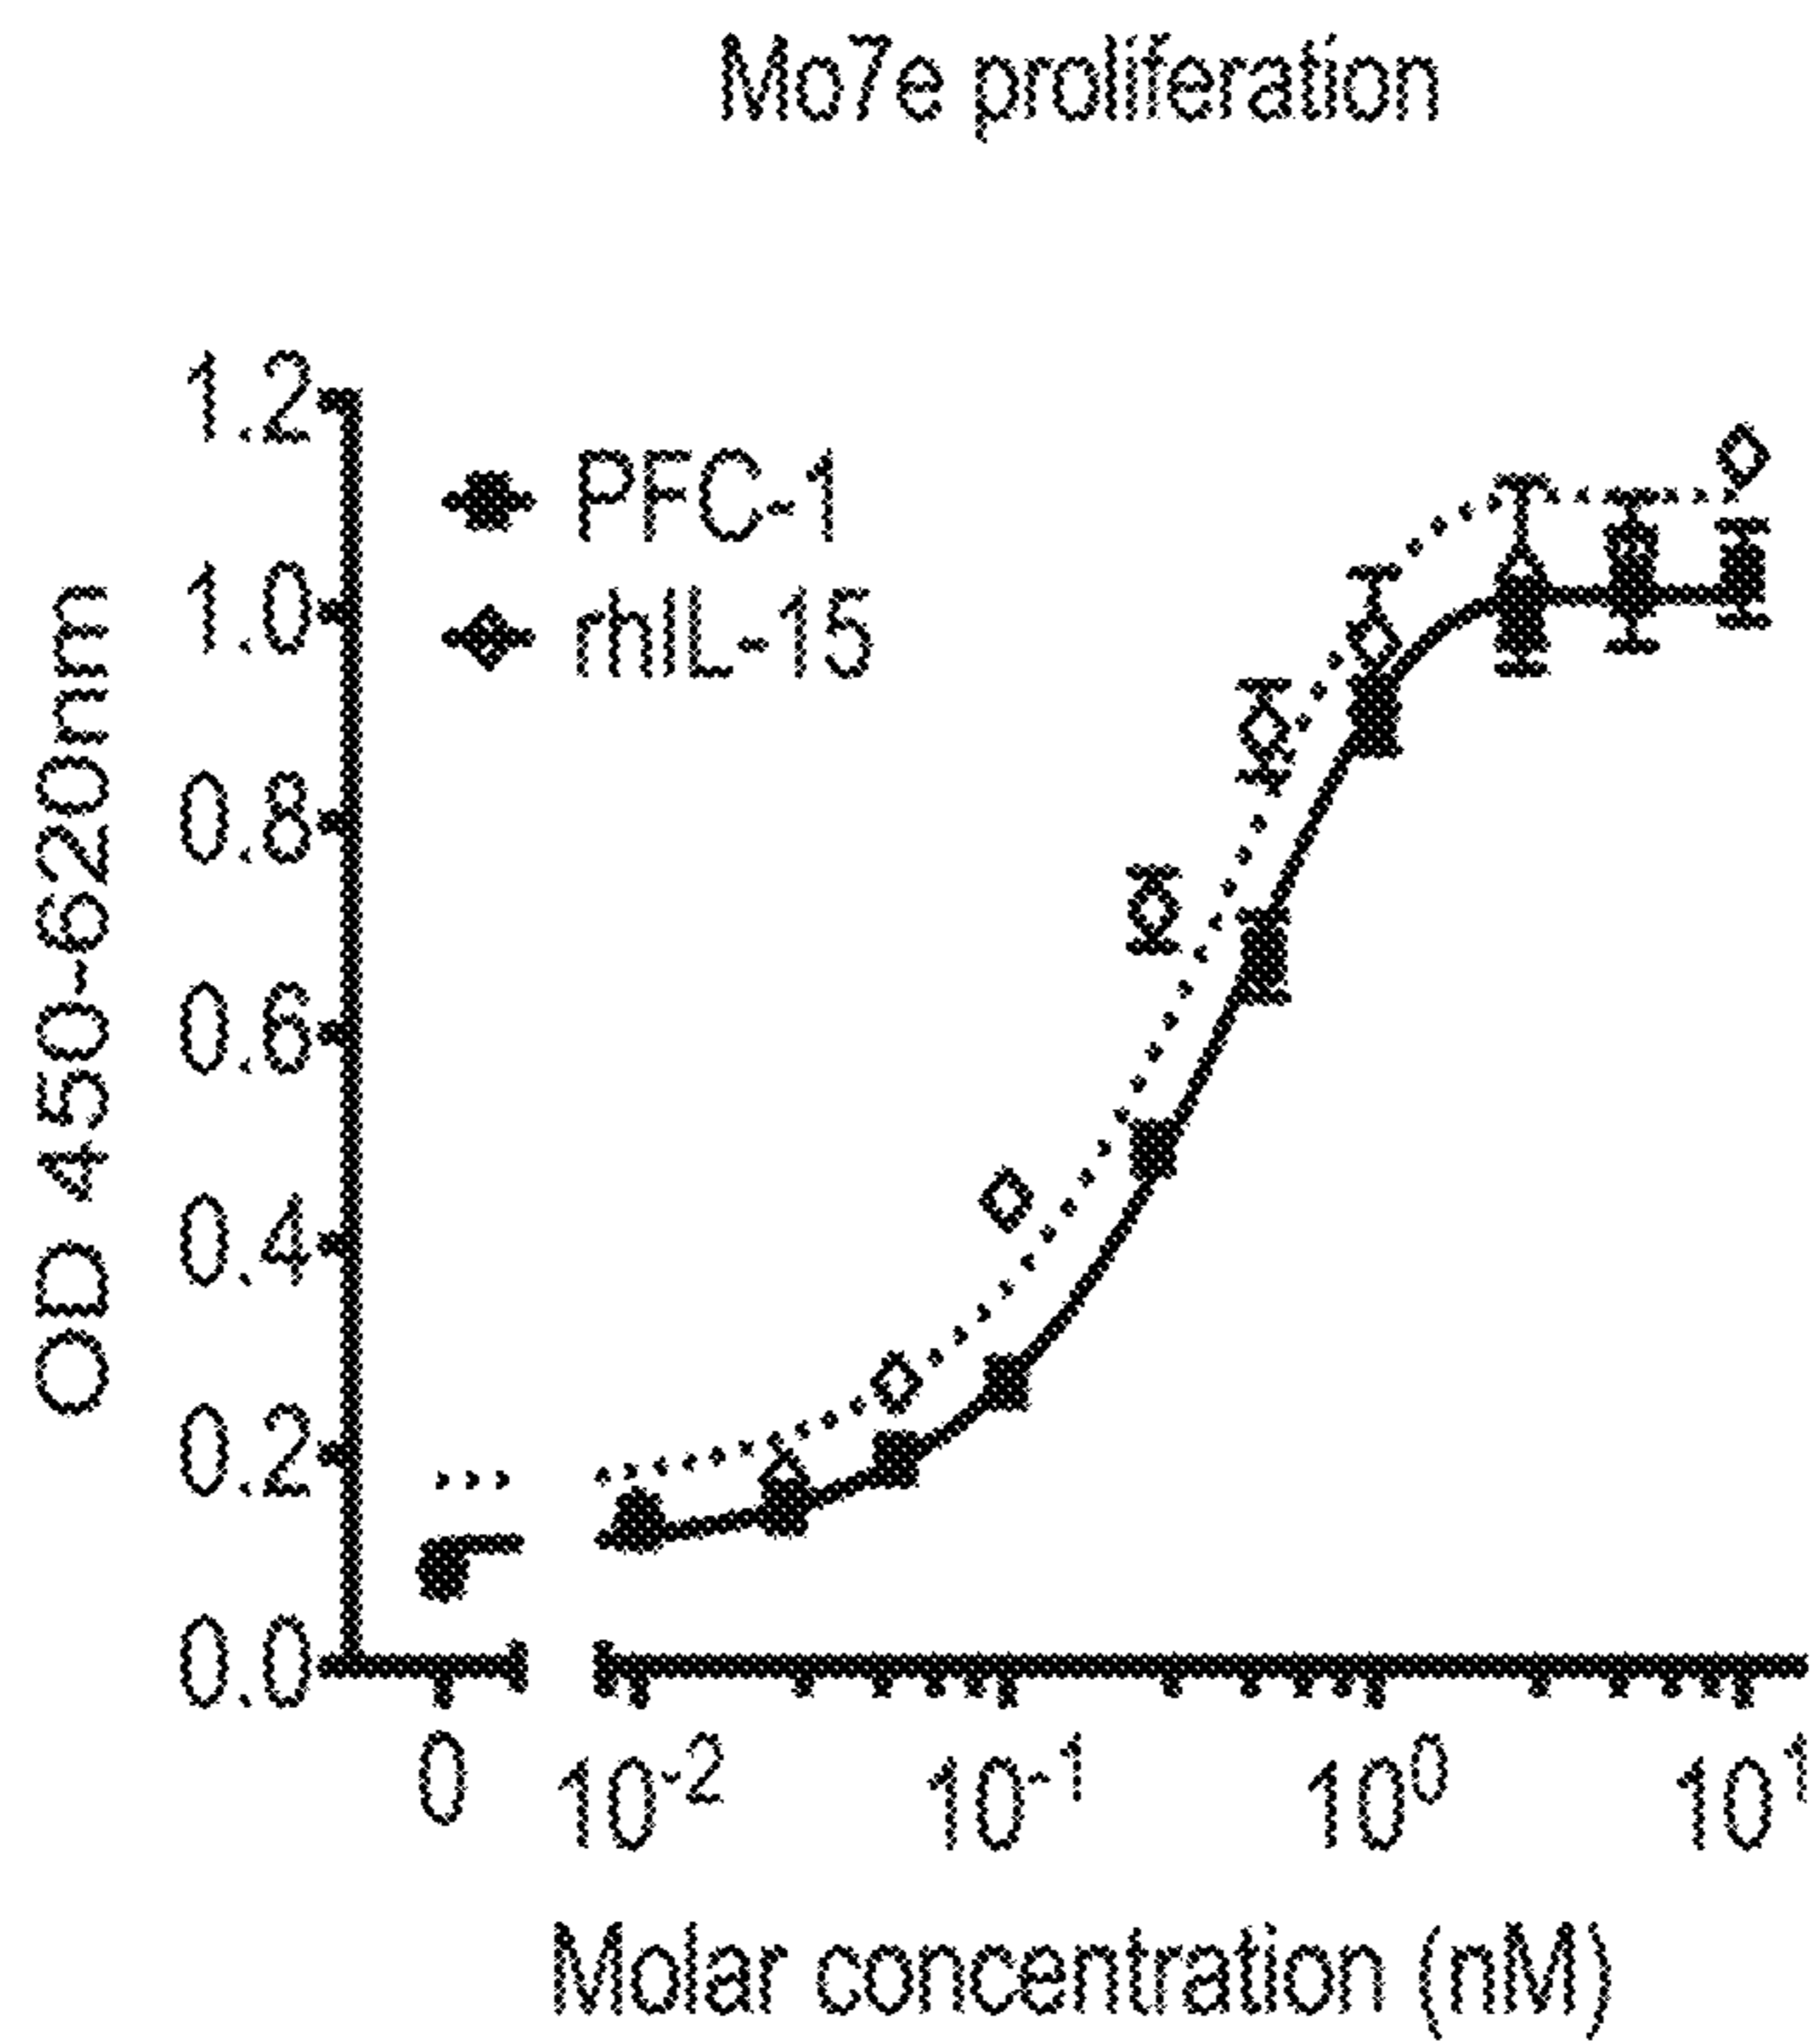 Mo7e proliferation
OD 450-620nm
1.2
1.0
0.8
0.6
0.4
0.2
0.0
PFC-1
rhIL-15
0
10⁻²
10⁻¹
10⁰
10¹
Molar concentration (nM)